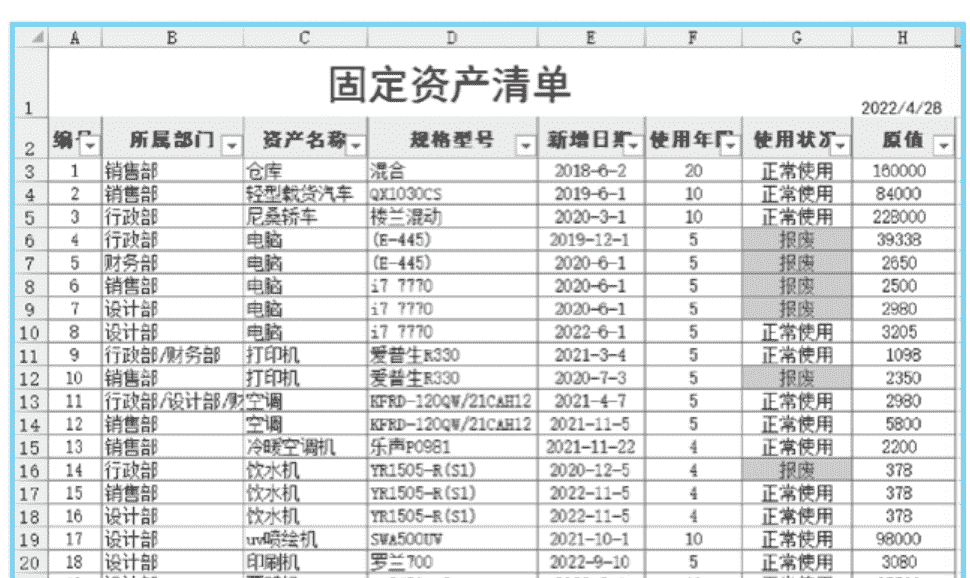 A B C D E F G H
1 固定资产清单 2022/4/28
2 编号 所属部门 资产名称 规格型号 新增日期 使用年限 使用状况 原值
3 1 销售部 仓库 混合 2018-6-2 20 正常使用 160000
4 2 销售部 轻型载货汽车 QX1030CS 2019-6-1 10 正常使用 84000
5 3 行政部 尼桑轿车 楼兰混动 2020-3-1 10 正常使用 228000
6 4 行政部 电脑 (E-445) 2019-12-1 5 报废 39338
7 5 财务部 电脑 (E-445) 2020-6-1 5 报废 2650
8 6 销售部 电脑 i7 7770 2020-6-1 5 报废 2500
9 7 设计部 电脑 i7 7770 2020-6-1 5 报废 2980
10 8 设计部 电脑 i7 7770 2022-6-1 5 正常使用 3205
11 9 行政部/财务部 打印机 爱普生R330 2021-3-4 5 正常使用 1098
12 10 销售部 打印机 爱普生R330 2020-7-3 5 报废 2350
13 11 行政部/设计部/财 空调 KFRD-120QW/21CAH12 2021-4-7 5 正常使用 2980
14 12 销售部 空调 KFRD-120QW/21CAH12 2021-11-5 5 正常使用 5800
15 13 销售部 冷暖空调机 乐声P0981 2021-11-22 4 正常使用 2200
16 14 行政部 饮水机 YR1505-R(S1) 2020-12-5 4 报废 378
17 15 销售部 饮水机 YR1505-R(S1) 2022-11-5 4 正常使用 378
18 16 设计部 饮水机 YR1505-R(S1) 2022-11-5 4 正常使用 378
19 17 设计部 uv喷绘机 SWA500UV 2021-10-1 10 正常使用 98000
20 18 设计部 印刷机 罗兰700 2022-9-10 5 正常使用 3080